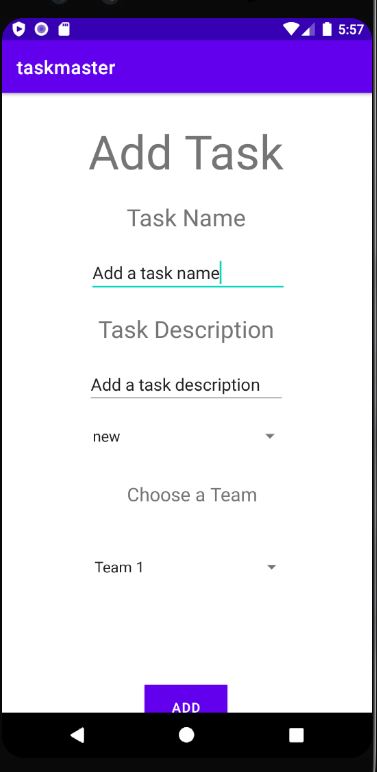 5:57
taskmaster
Add Task
Task Name
Add a task name
Task Description
Add a task description
new
Choose a Team
Team 1
ADD